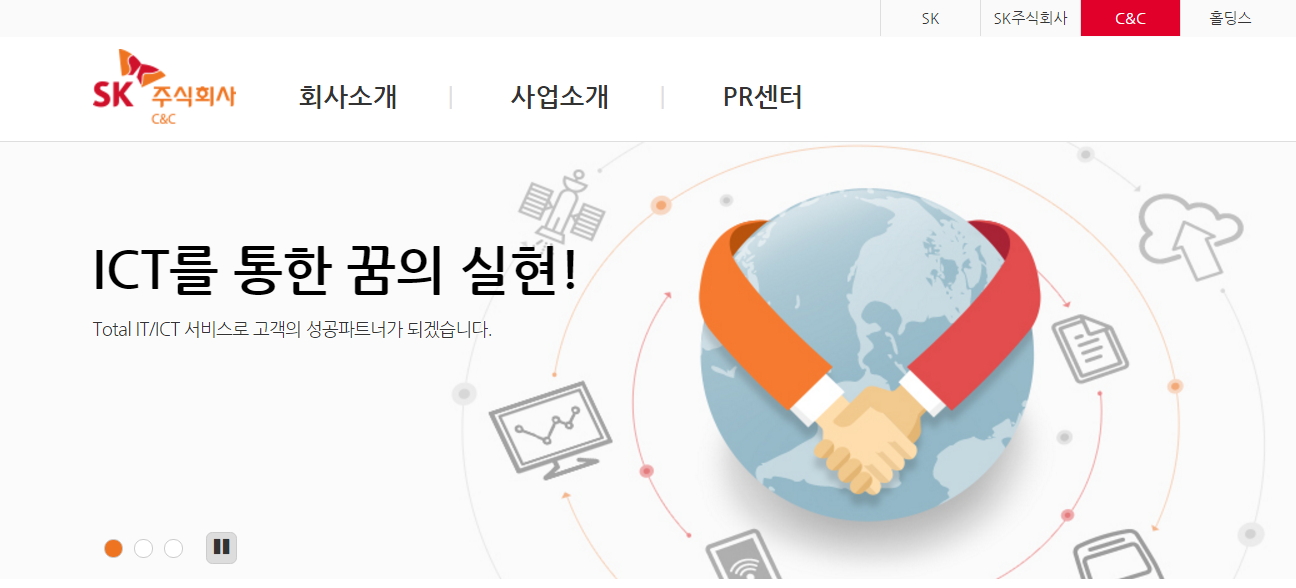 SK SK주식회사 C&C 홀딩스
SK 주식회사
C&C
회사소개 | 사업소개 | PR센터
ICT를 통한 꿈의 실현!
Total IT/ICT 서비스로 고객의 성공파트너가 되겠습니다.